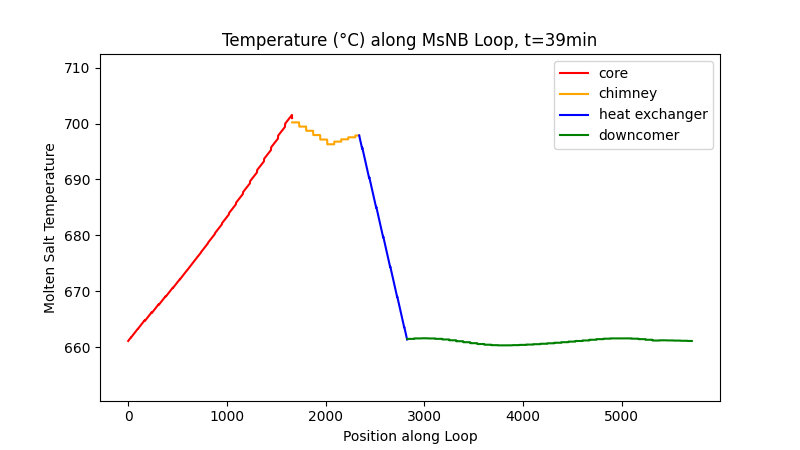 Temperature (°C) along MsNB Loop, t=39min
Molten Salt Temperature
710
700
690
680
670
660
core
chimney
heat exchanger
downcomer
0
1000
2000
3000
4000
5000
Position along Loop